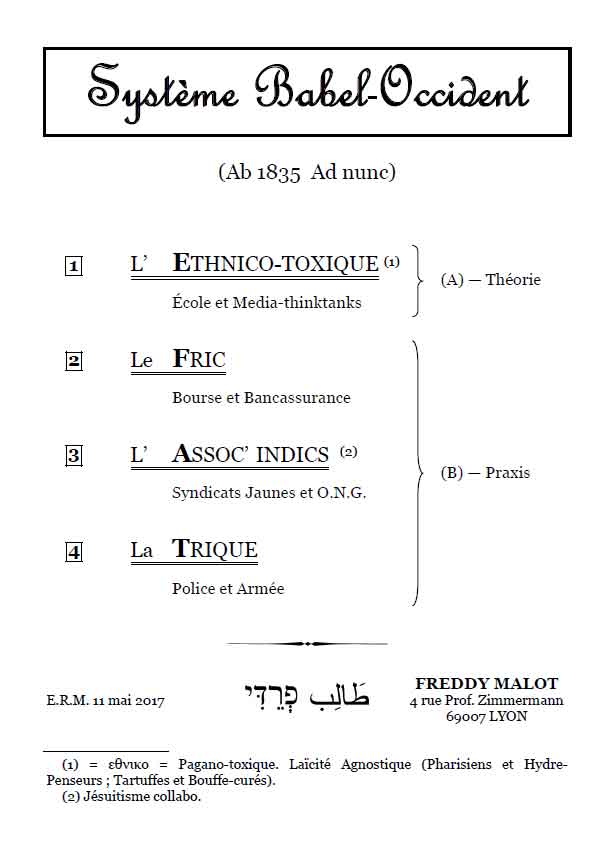 Système Babel-Occident
(Ab 1835 Ad nunc)
1 L’ ETHNICO-TOXIQUE (1)
École et Media-thinktanks
(A) — Théorie
2 Le FRIC
Bourse et Bancassurance
3 L’ ASSOC’ INDICS (2)
Syndicats Jaunes et O.N.G.
(B) — Praxis
4 La TRIQUE
Police et Armée
E.R.M. 11 mai 2017
طَالِب פְרֵדִּי
FREDDY MALOT
4 rue Prof. Zimmermann
69007 LYON
(1) = εθνικο = Pagano-toxique. Laïcité Agnostique (Pharisiens et Hydre-
Penseurs ; Tartuffes et Bouffe-curés).
(2) Jésuitisme collabo.